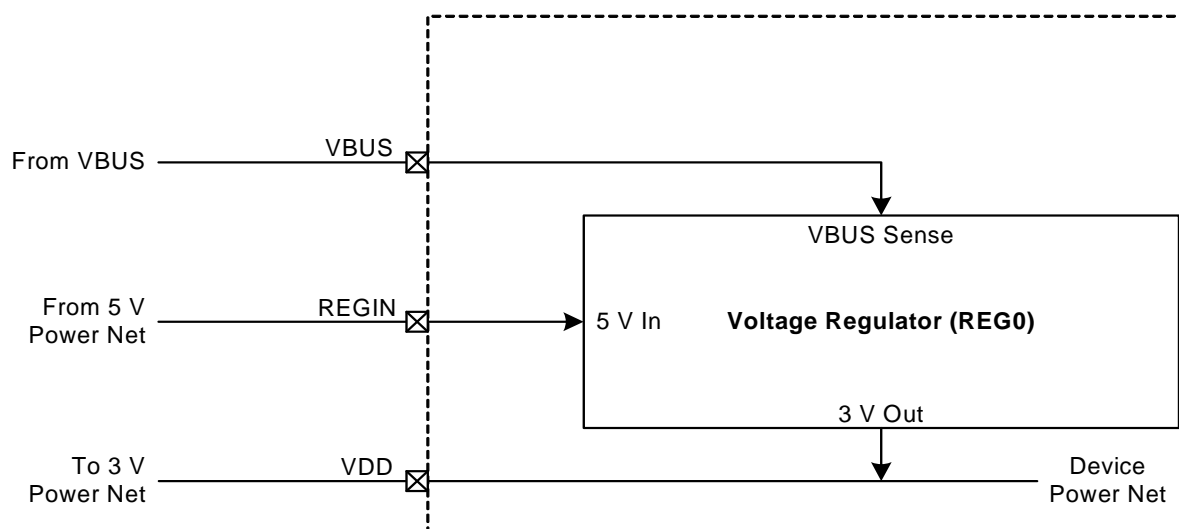 From VBUS
VBUS
VBUS Sense
From 5 V
Power Net
REGIN
5 V In
Voltage Regulator (REG0)
3 V Out
To 3 V
Power Net
VDD
Device
Power Net